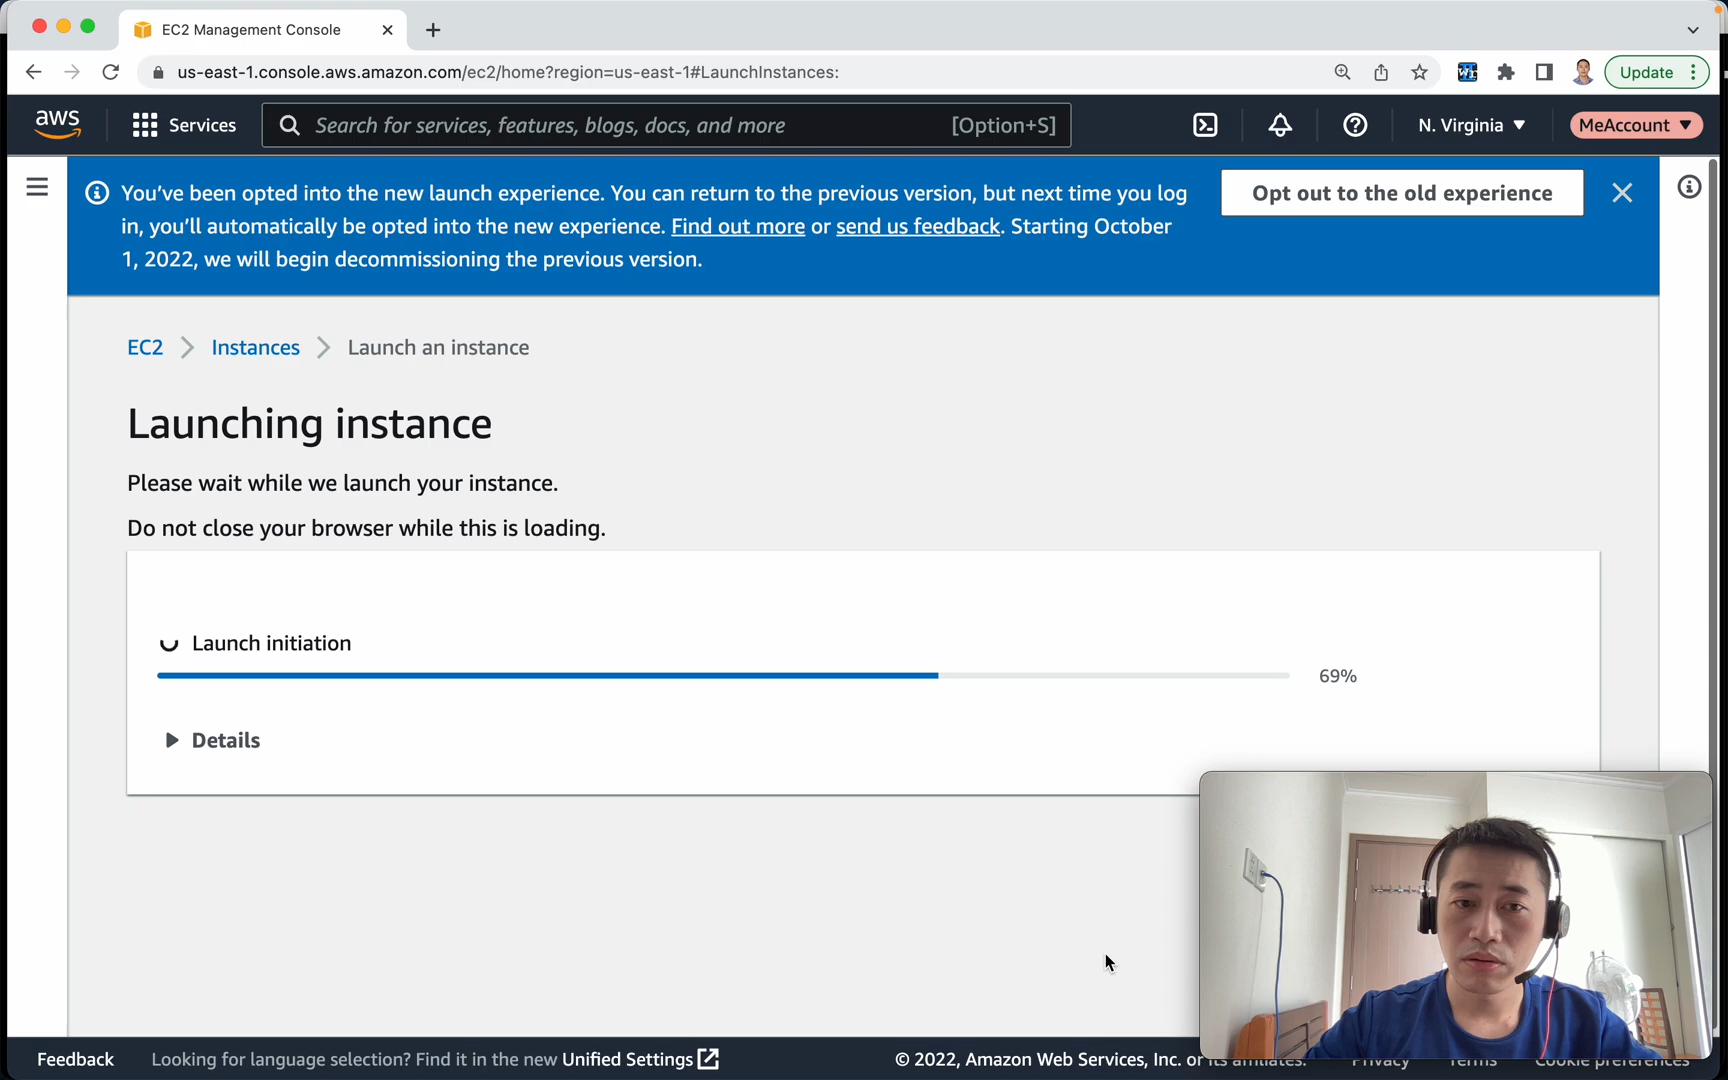 EC2 Management Console
us-east-1.console.aws.amazon.com/ec2/home?region=us-east-1#LaunchInstances:
Update
aws
Services
Search for services, features, blogs, docs, and more
[Option+S]
N. Virginia
MeAccount
You've been opted into the new launch experience. You can return to the previous version, but next time you log
in, you'll automatically be opted into the new experience. Find out more or send us feedback. Starting October
1, 2022, we will begin decommissioning the previous version.
Opt out to the old experience
EC2
Instances
Launch an instance
Launching instance
Please wait while we launch your instance.
Do not close your browser while this is loading.
Launch initiation
69%
Details
Feedback
Looking for language selection? Find it in the new Unified Settings
© 2022, Amazon Web Services, Inc. or its affiliates.
Privacy
Terms
Cookie preferences